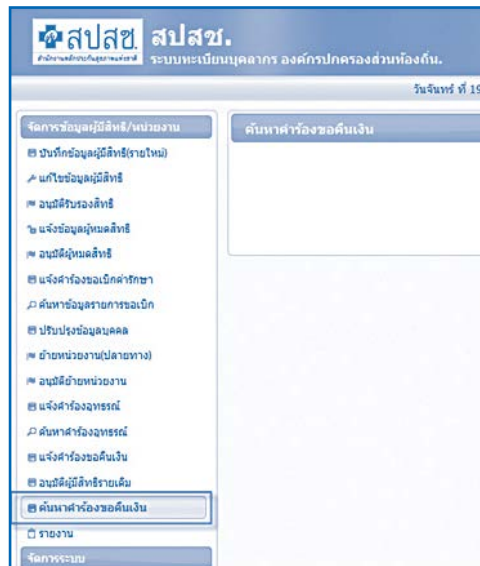 สปสช.
สำนักงานหลักประกันสุขภาพแห่งชาติ
สปสช.
ระบบทะเบียนบุคลากร องค์กรปกครองส่วนท้องถิ่น.
วันจันทร์ ที่ 19
จัดการข้อมูลผู้มีสิทธิ/หน่วยงาน
บันทึกข้อมูลผู้มีสิทธิ(รายใหม่)
แก้ไขข้อมูลผู้มีสิทธิ
อนุมัติรับรองสิทธิ
แจ้งข้อมูลผู้หมดสิทธิ
อนุมัติผู้หมดสิทธิ
แจ้งคำร้องขอเบิกค่ารักษา
ค้นหาข้อมูลรายการขอเบิก
ปรับปรุงข้อมูลบุคคล
ย้ายหน่วยงาน(ปลายทาง)
อนุมัติย้ายหน่วยงาน
แจ้งคำร้องอุทธรณ์
ค้นหาคำร้องอุทธรณ์
แจ้งคำร้องขอคืนเงิน
อนุมัติผู้มีสิทธิรายเดิม
ค้นหาคำร้องขอคืนเงิน
รายงาน
จัดการระบบ
ค้นหาคำร้องขอคืนเงิน